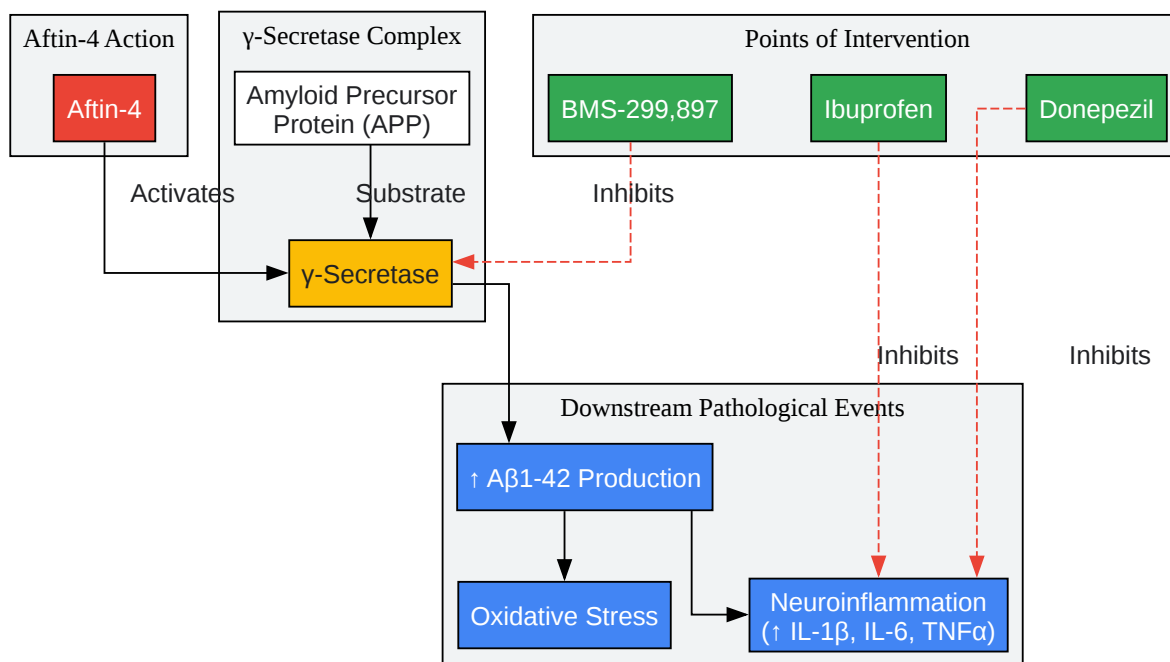 Aftin-4 Action
γ-Secretase Complex
Points of Intervention
Aftin-4
Amyloid Precursor
Protein (APP)
BMS-299,897
Ibuprofen
Donepezil
Activates
Substrate
Inhibits
γ-Secretase
Inhibits
Inhibits
Downstream Pathological Events
↑ Aβ1-42 Production
Oxidative Stress
Neuroinflammation
(↑ IL-1β, IL-6, TNFα)